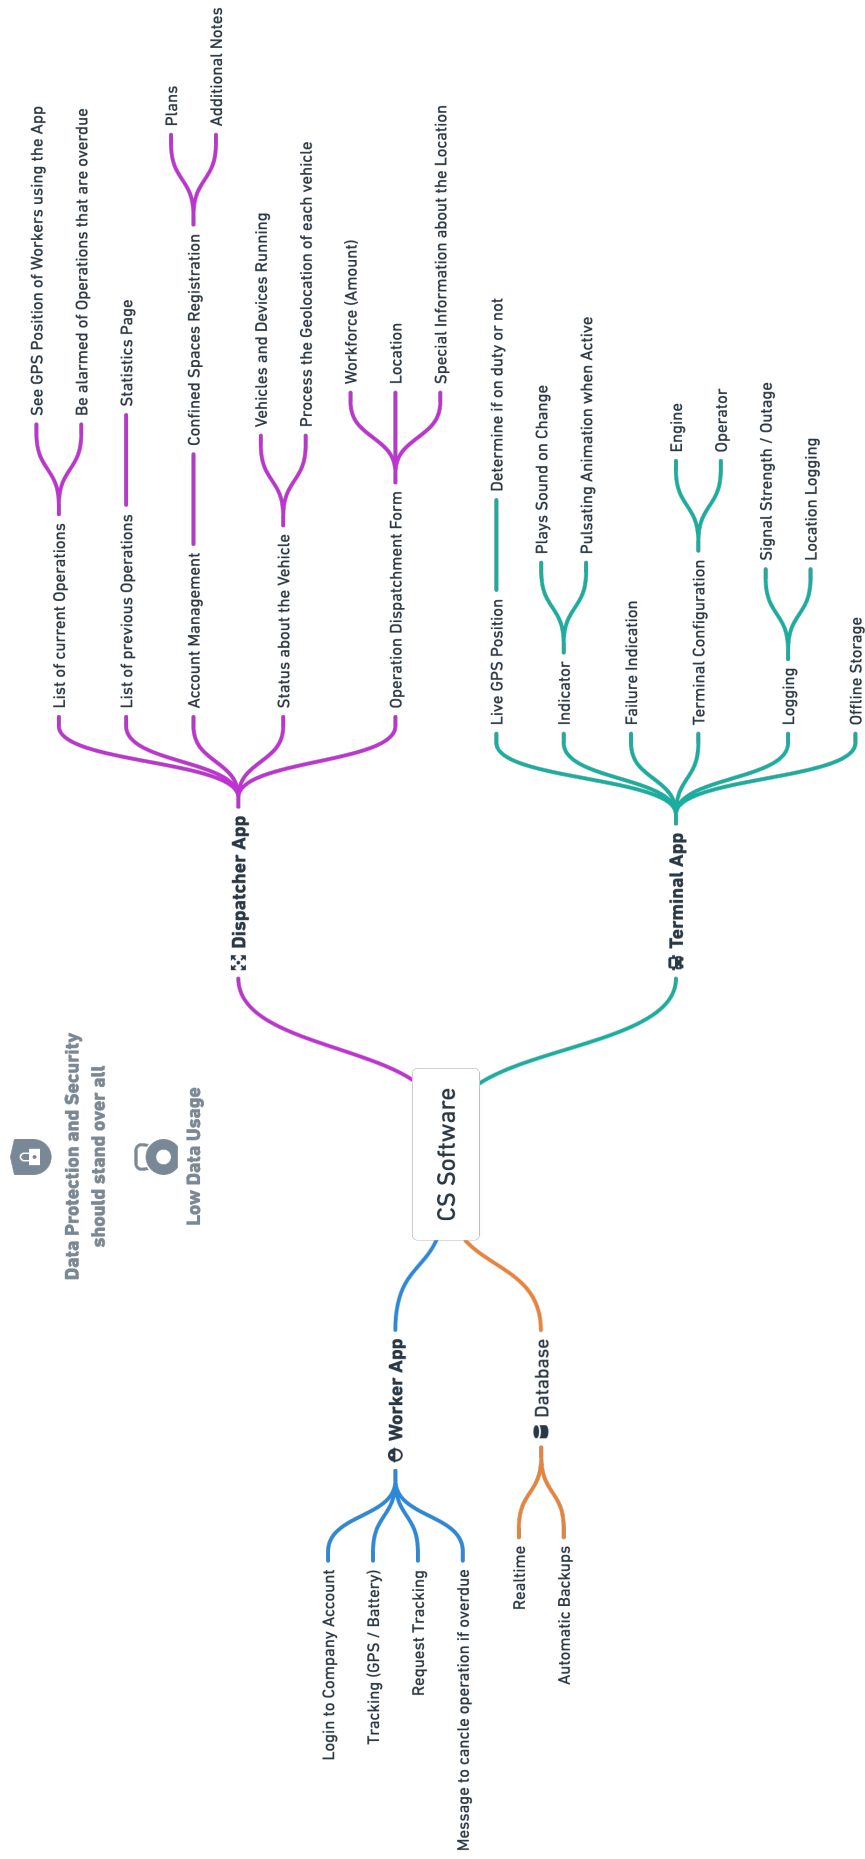 Data Protection and Security
should stand over all
Low Data Usage
CS Software
Worker App
Login to Company Account
Tracking (GPS / Battery)
Request Tracking
Message to cancle operation if overdue
Database
Realtime
Automatic Backups
Dispatcher App
List of current Operations
See GPS Position of Workers using the App
Be alarmed of Operations that are overdue
List of previous Operations
Statistics Page
Account Management
Confined Spaces Registration
Plans
Additional Notes
Status about the Vehicle
Vehicles and Devices Running
Process the Geolocation of each vehicle
Operation Dispatchment Form
Workforce (Amount)
Location
Special Information about the Location
Terminal App
Live GPS Position
Determine if on duty or not
Indicator
Plays Sound on Change
Pulsating Animation when Active
Failure Indication
Terminal Configuration
Engine
Operator
Logging
Signal Strength / Outage
Location Logging
Offline Storage